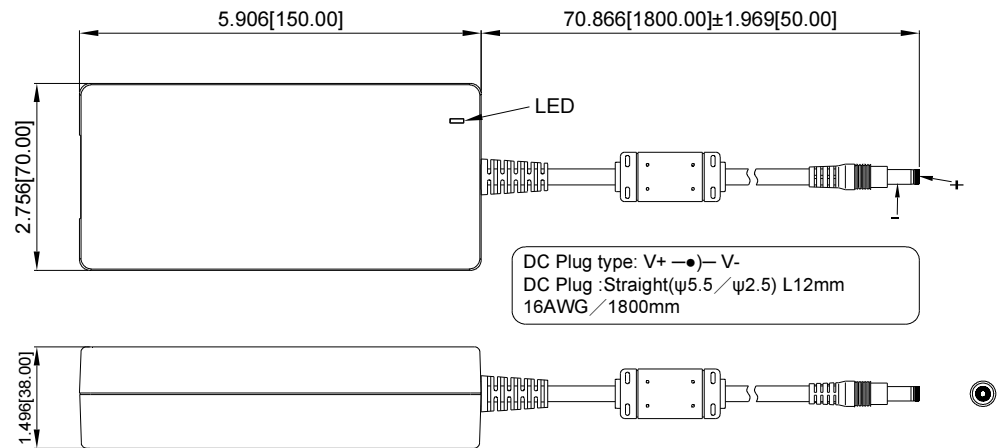 5.906[150.00]
70.866[1800.00]±1.969[50.00]
LED
2.756[70.00]
+
-
DC Plug type: V+ —●)— V-
DC Plug :Straight(ψ5.5／ψ2.5) L12mm
16AWG／1800mm
1.496[38.00]